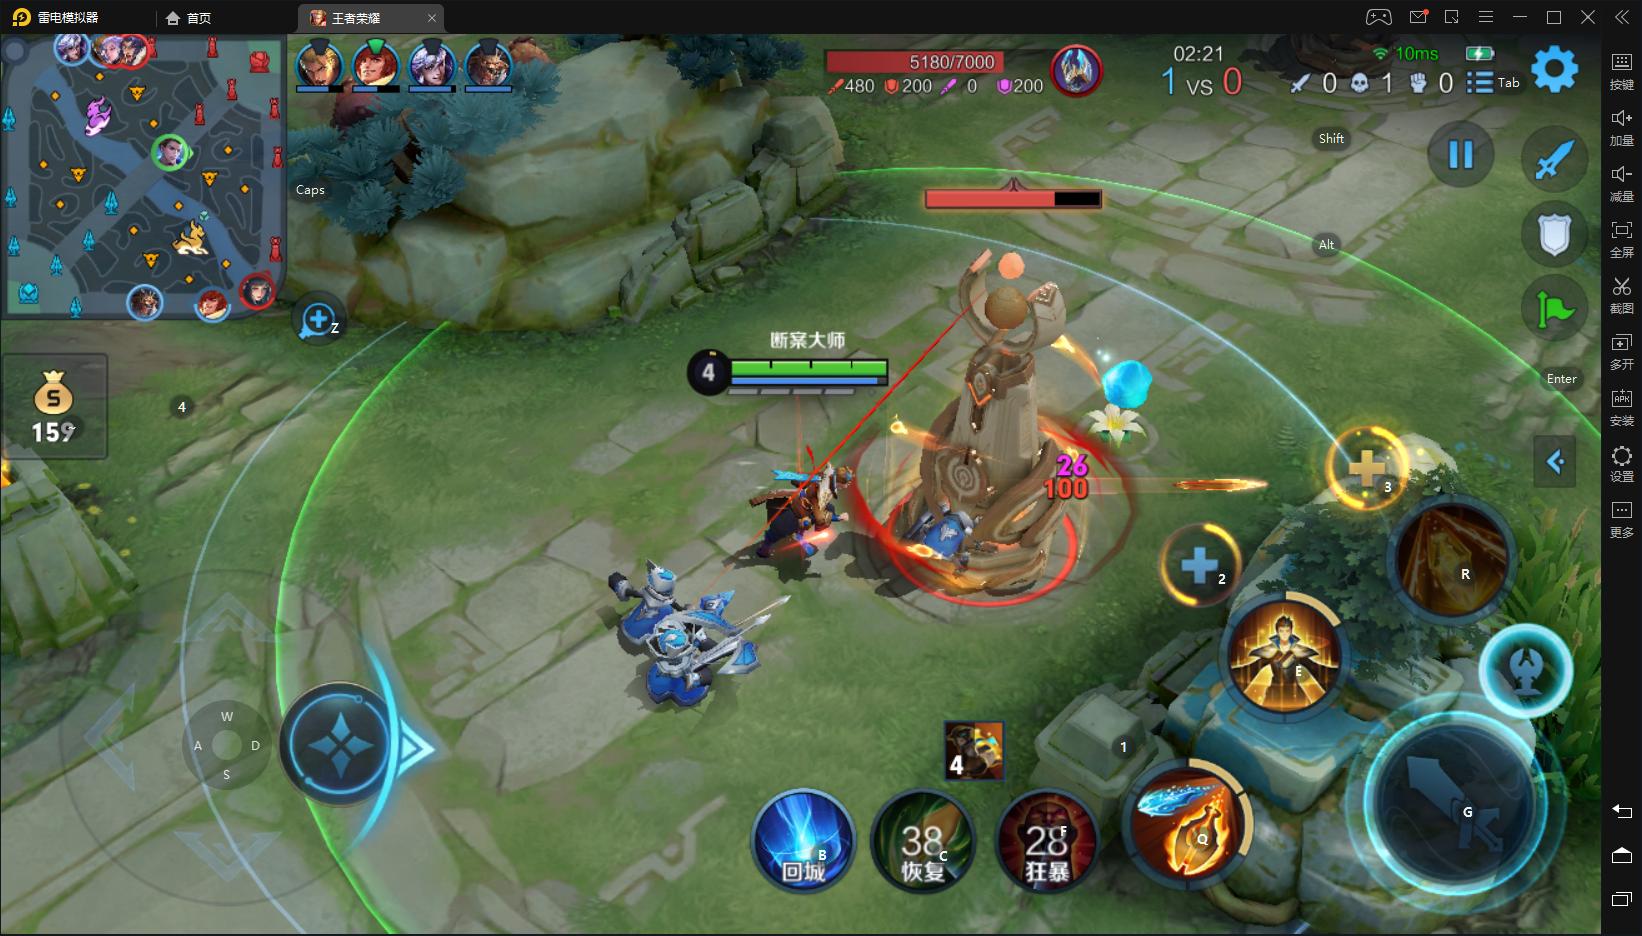 雷电模拟器
首页
王者荣耀
5180/7000
480 200 0 200
02:21
1 VS 0
10ms
0 1 0
Tab
Shift
Caps
Alt
Z
Enter
159
4
断案大师
4
26
100
3
2
R
E
W
A D
S
1
G
4
Q
B
回城
38
C
恢复
28
F
狂暴
按键
加量
减量
全屏
截图
多开
APK
安装
设置
更多